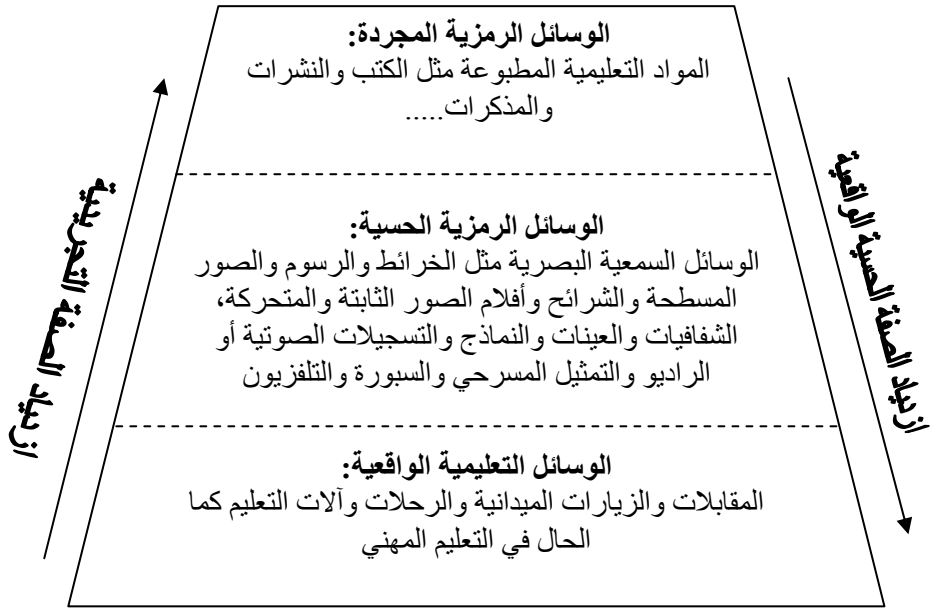 الوسائل الرمزية المجردة:
المواد التعليمية المطبوعة مثل الكتب والنشرات
والمذكرات.....
ازدياد الصفة الحسية الواقعية
ازدياد الصفة التجريدية
الوسائل الرمزية الحسية:
الوسائل السمعية البصرية مثل الخرائط والرسوم والصور
المسطحة والشرائح وأفلام الصور الثابتة والمتحركة،
الشفافيات والعينات والنماذج والتسجيلات الصوتية أو
الراديو والتمثيل المسرحي والسبورة والتلفزيون
الوسائل التعليمية الواقعية:
المقابلات والزيارات الميدانية والرحلات وآلات التعليم كما
الحال في التعليم المهني